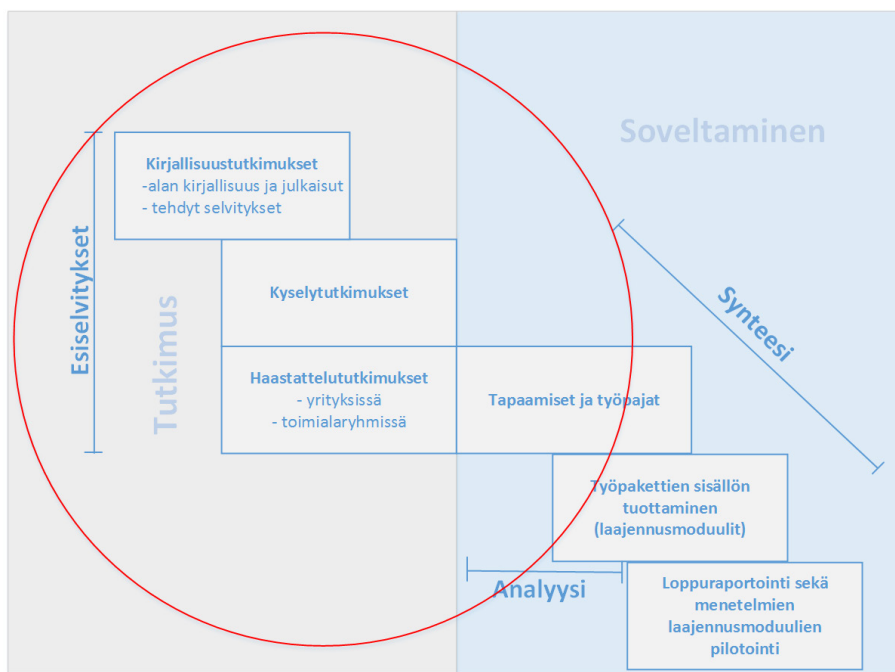 Soveltaminen
Kirjallisuustutkimukset
-alan kirjallisuus ja julkaisut
- tehdyt selvitykset
Esiselvitykset
Tutkimus
Kyselytutkimukset
Synteesi
Haastattelututkimukset
- yrityksissä
- toimialaryhmissä
Tapaamiset ja työpajat
Työpakettien sisällön
tuottaminen
(laajennusmoduulit)
Analyysi
Loppuraportointi sekä
menetelmien
laajennusmoduulien
pilotointi